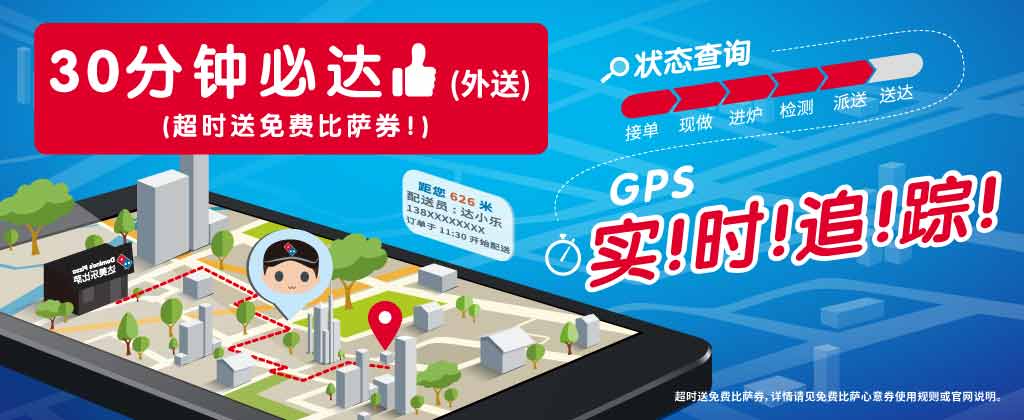 30分钟必达(外送)
(超时送免费比萨券!)
状态查询
接单 现做 进炉 检测 派送 送达
GPS
实!时!追!踪!
距您 626 米
配送员：达小乐
138XXXXXXXX
订单于 11:30 开始配送
Domino's Pizza
达美乐比萨
超时送免费比萨券，详情请见免费比萨心意券使用规则或官网说明。